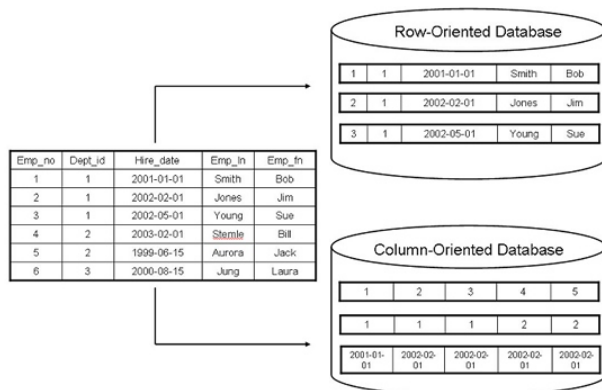 Row-Oriented Database
1 1 2001-01-01 Smith Bob
2 1 2002-02-01 Jones Jim
3 1 2002-05-01 Young Sue
Emp_no Dept_id Hire_date Emp_ln Emp_fn
1 1 2001-01-01 Smith Bob
2 1 2002-02-01 Jones Jim
3 1 2002-05-01 Young Sue
4 2 2003-02-01 Stemle Bill
5 2 1999-06-15 Aurora Jack
6 3 2000-08-15 Jung Laura
Column-Oriented Database
1 2 3 4 5
1 1 1 2 2
2001-01- 2002-02- 2002-02- 2002-02- 2002-02-
01 01 01 01 01